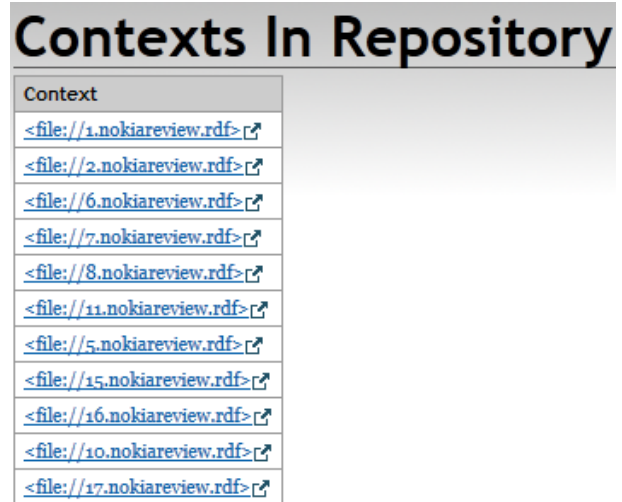 Contexts In Repository
Context
<file://1.nokiareview.rdf>
<file://2.nokiareview.rdf>
<file://6.nokiareview.rdf>
<file://7.nokiareview.rdf>
<file://8.nokiareview.rdf>
<file://11.nokiareview.rdf>
<file://5.nokiareview.rdf>
<file://15.nokiareview.rdf>
<file://16.nokiareview.rdf>
<file://10.nokiareview.rdf>
<file://17.nokiareview.rdf>